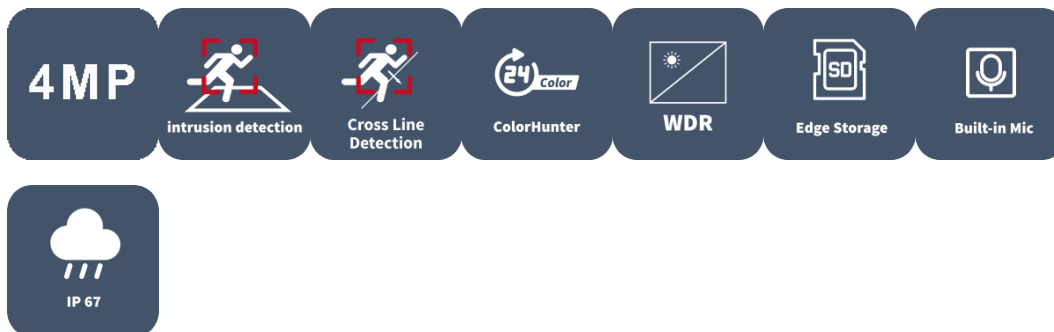 4MP
intrusion detection
Cross Line
Detection
24 Color
ColorHunter
WDR
SD
Edge Storage
Built-in Mic
IP 67